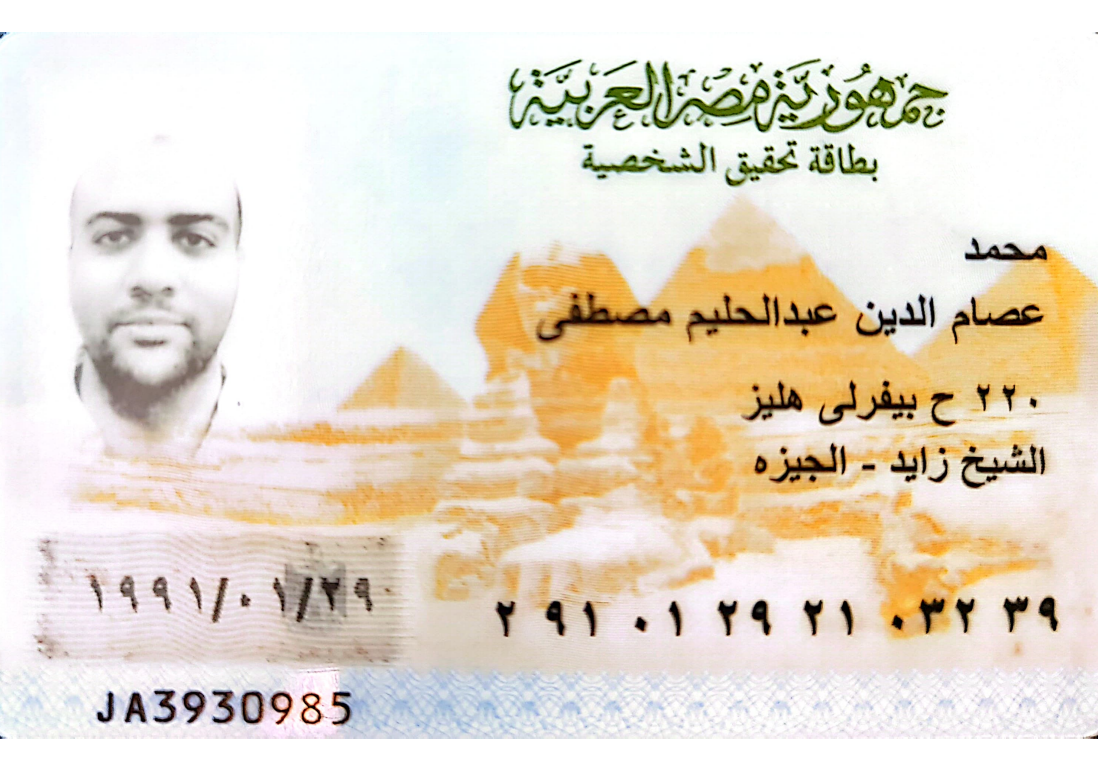 جمهورية مصر العربية
بطاقة تحقيق الشخصية
محمد
عصام الدين عبدالحليم مصطفى
٢٢٠ ح بيفرلى هليز
الشيخ زايد - الجيزه
١٩٩١/٠١/٢٩
٢ ٩١ ٠١ ٢٩ ٢١ ٠٣٢ ٣٩
JA3930985